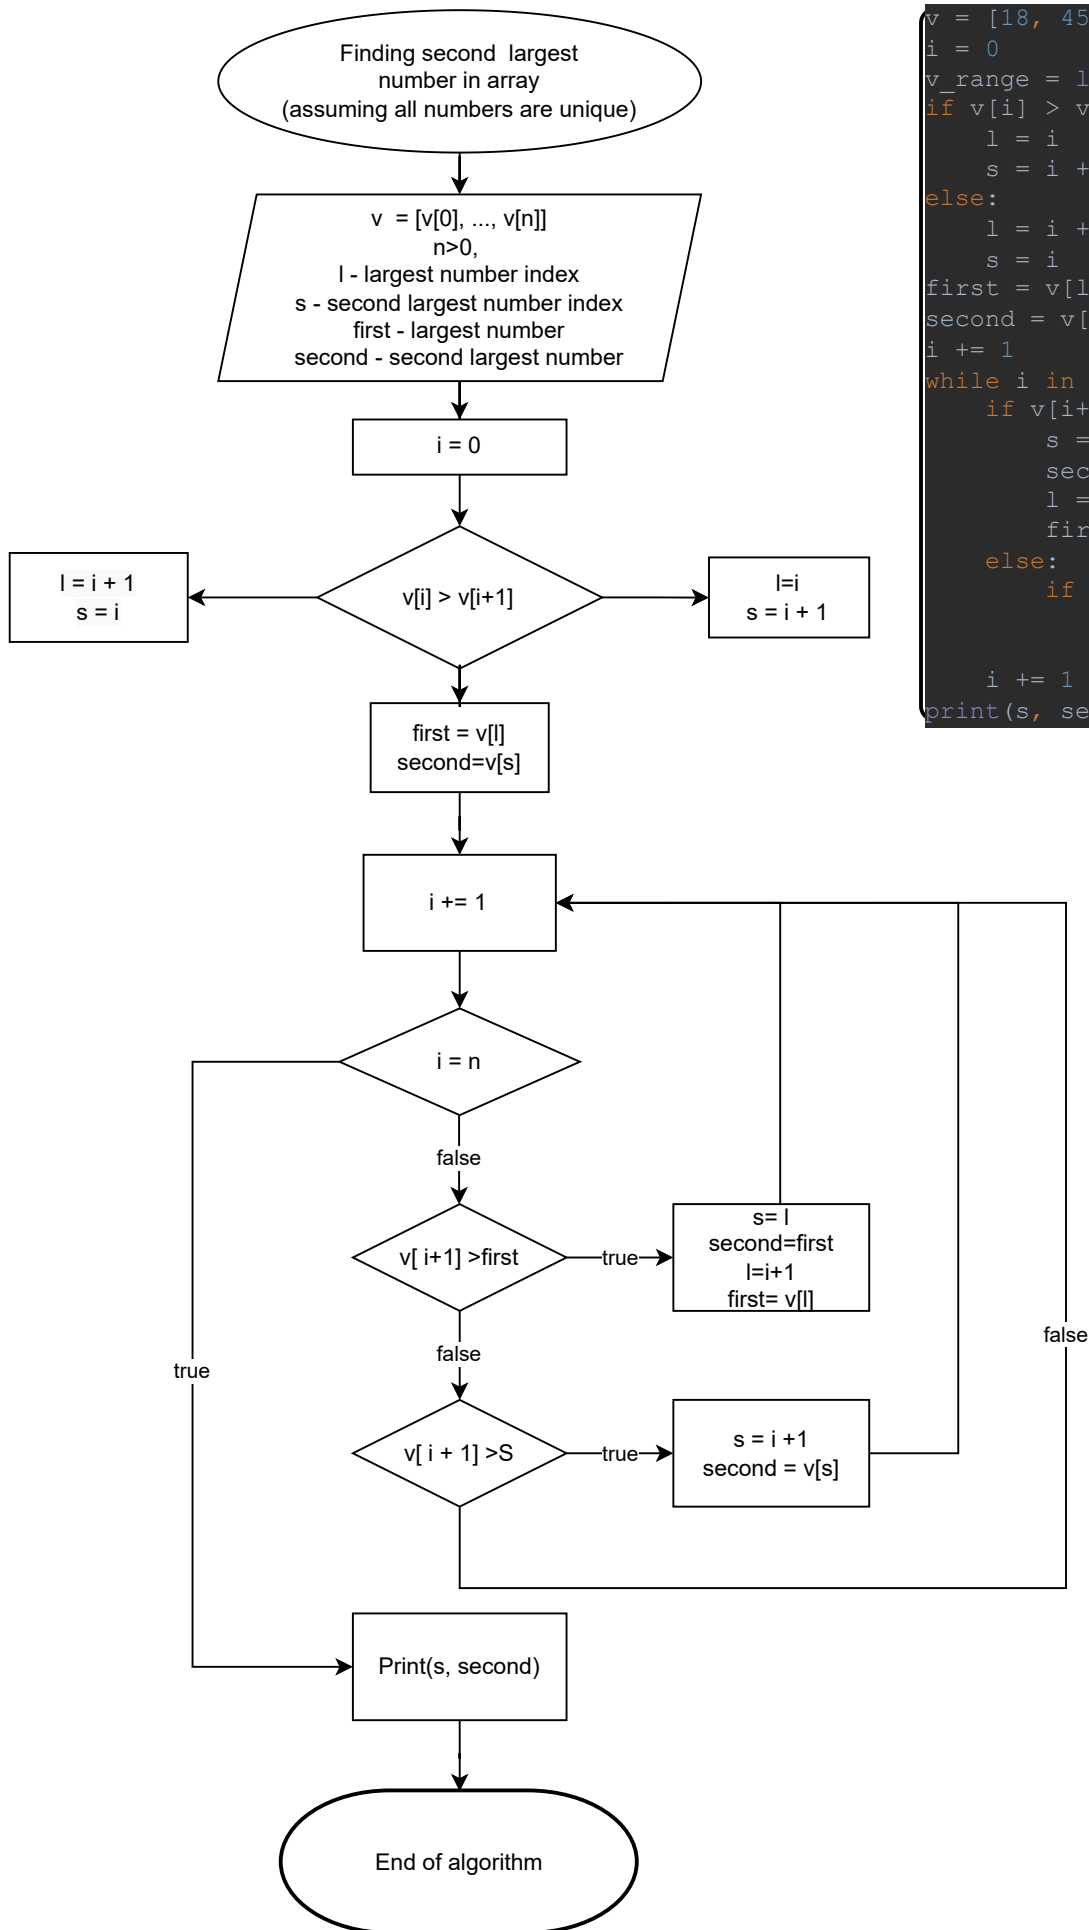 Finding second largest
number in array
(assuming all numbers are unique)
v = [v[0], ..., v[n]]
n>0,
l - largest number index
s - second largest number index
first - largest number
second - second largest number
i = 0
v[i] > v[i+1]
l = i + 1
s = i
l=i
s = i + 1
first = v[l]
second=v[s]
i += 1
i = n
false
true
v[ i+1] >first
true
s= l
second=first
l=i+1
first= v[l]
false
false
v[ i + 1] >S
true
s = i +1
second = v[s]
Print(s, second)
End of algorithm
v = [18, 45
i = 0
v_range = l
if v[i] > v
l = i
s = i +
else:
l = i +
s = i
first = v[l
second = v[
i += 1
while i in
if v[i+
s =
sec
l =
fir
else:
if
i += 1
print(s, se